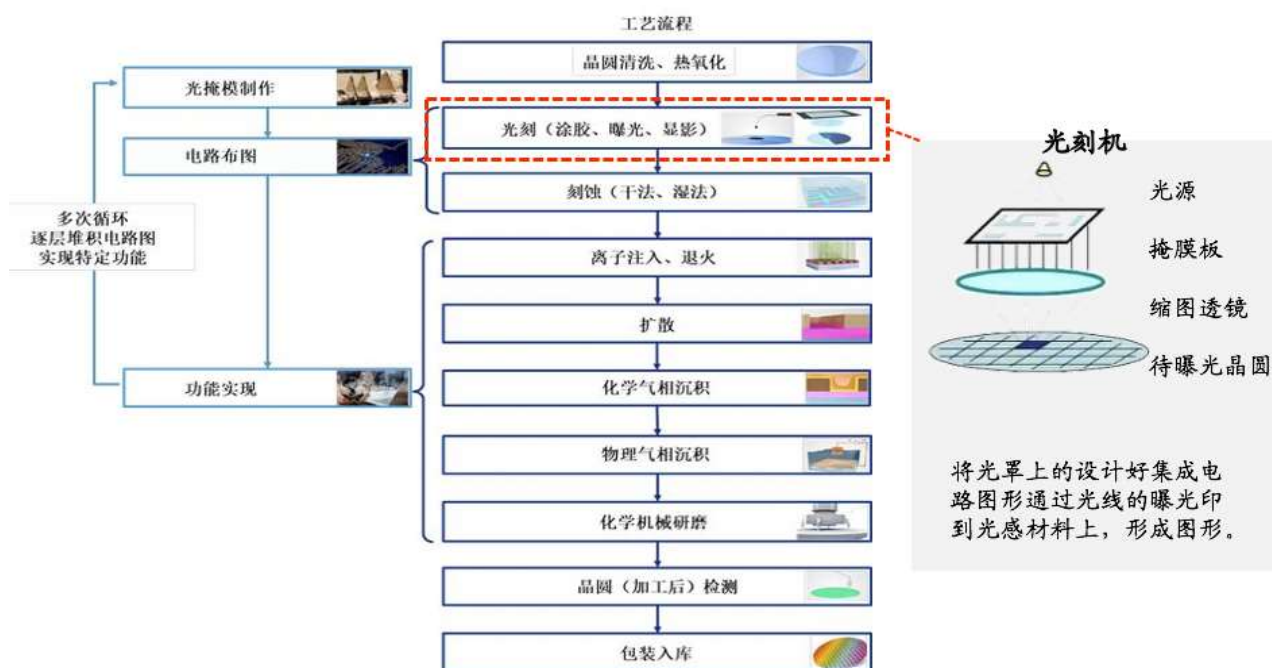 工艺流程
晶圆清洗、热氧化
光刻（涂胶、曝光、显影）
刻蚀（干法、湿法）
离子注入、退火
扩散
化学气相沉积
物理气相沉积
化学机械研磨
晶圆（加工后）检测
包装入库
光掩模制作
电路布图
功能实现
多次循环
逐层堆积电路图
实现特定功能
光刻机
光源
掩膜板
缩图透镜
待曝光晶圆
将光罩上的设计好集成电
路图形通过光线的曝光印
到光感材料上，形成图形。